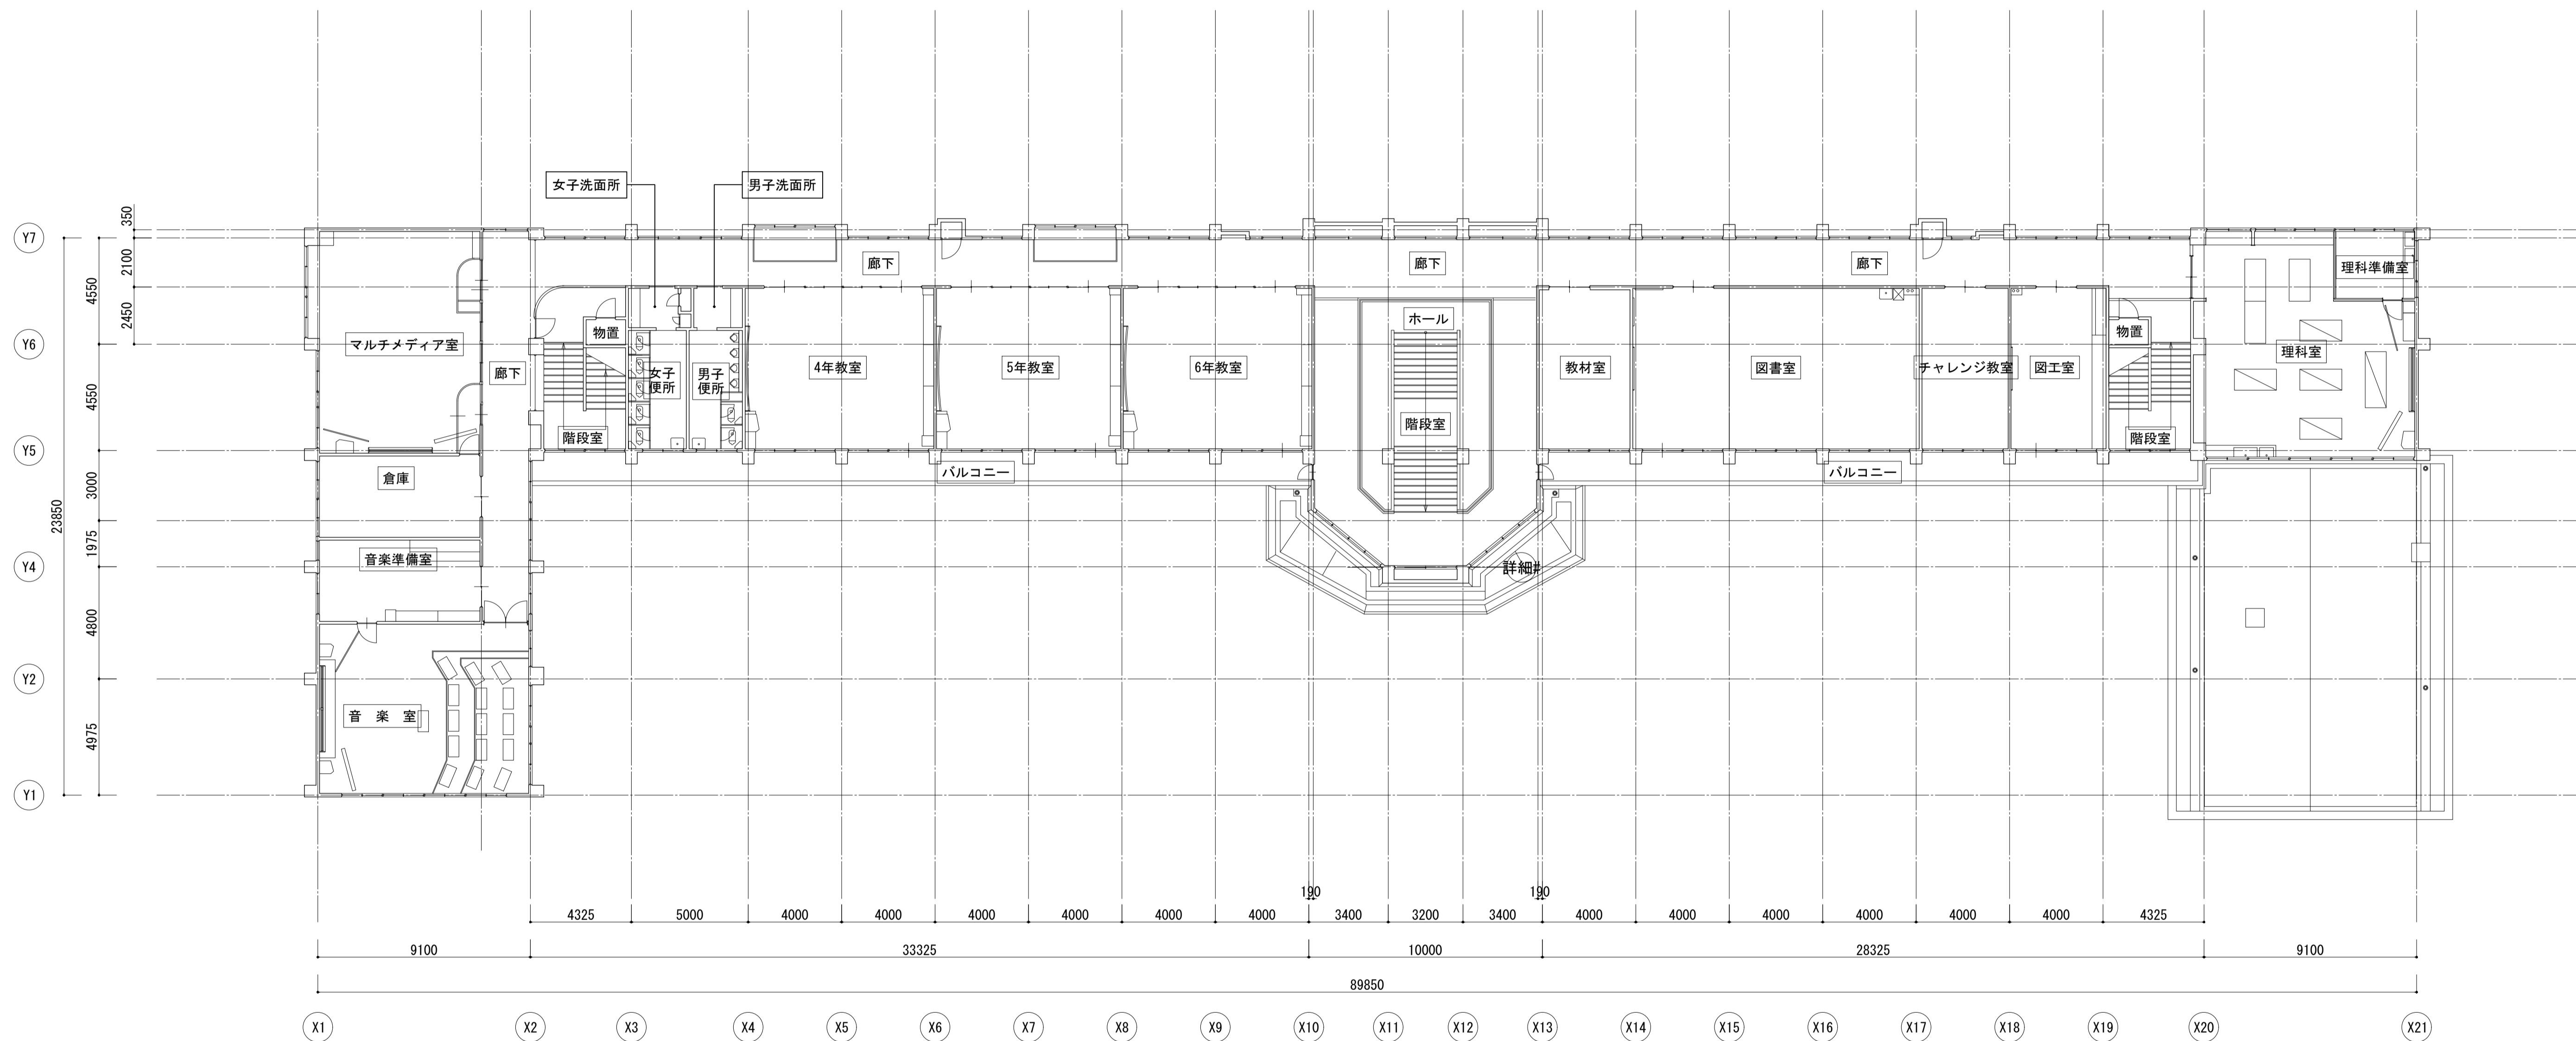 女子洗面所
男子洗面所
350
2100
4550
2450
4550
3000
23850
1975
4800
4975
Y7
Y6
Y5
Y4
Y2
Y1
廊下
廊下
廊下
理科準備室
マルチメディア室
廊下
物置
女子
便所
男子
便所
4年教室
5年教室
6年教室
ホール
教材室
図書室
チャレンジ教室
図工室
物置
理科室
階段室
階段室
階段室
倉庫
バルコニー
バルコニー
音楽準備室
詳細
音 楽 室
190
190
4325
5000
4000
4000
4000
4000
4000
4000
3400
3200
3400
4000
4000
4000
4000
4000
4000
4325
9100
33325
10000
28325
9100
89850
X1
X2
X3
X4
X5
X6
X7
X8
X9
X10
X11
X12
X13
X14
X15
X16
X17
X18
X19
X20
X21